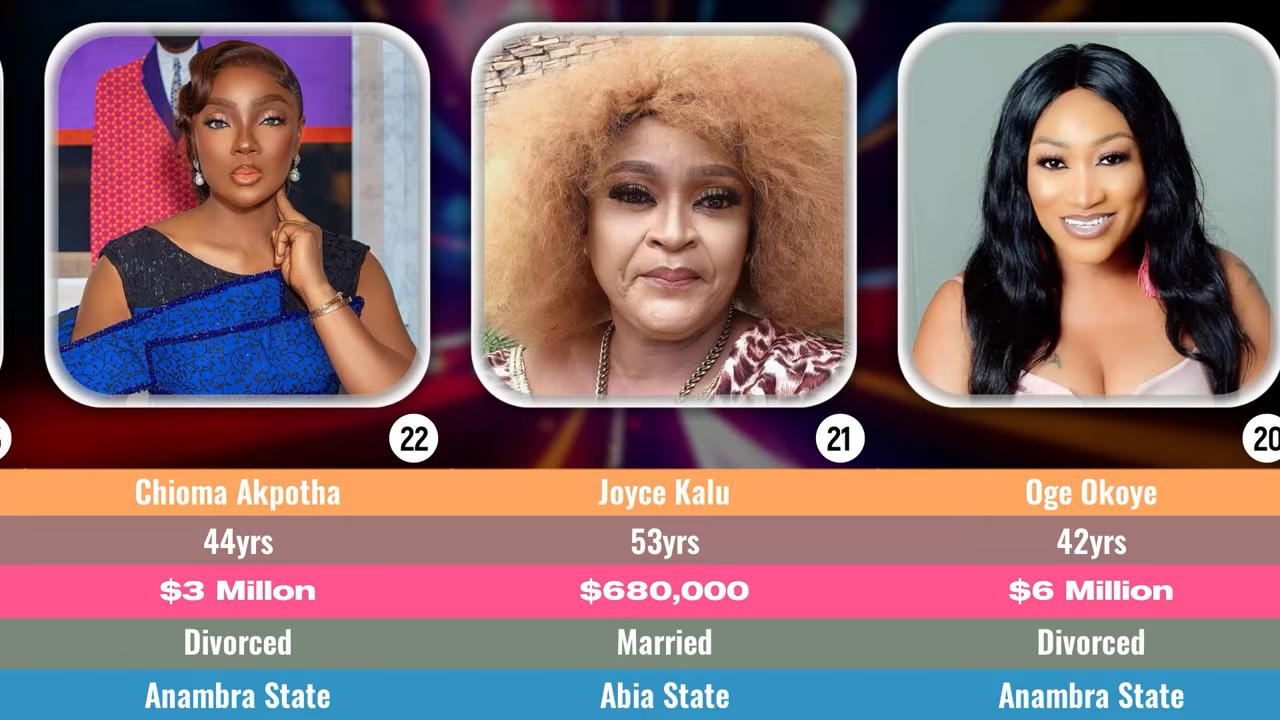 22
21
20
Chioma Akpotha
Joyce Kalu
Oge Okoye
44yrs
53yrs
42yrs
$3 Millon
$680,000
$6 Million
Divorced
Married
Divorced
Anambra State
Abia State
Anambra State